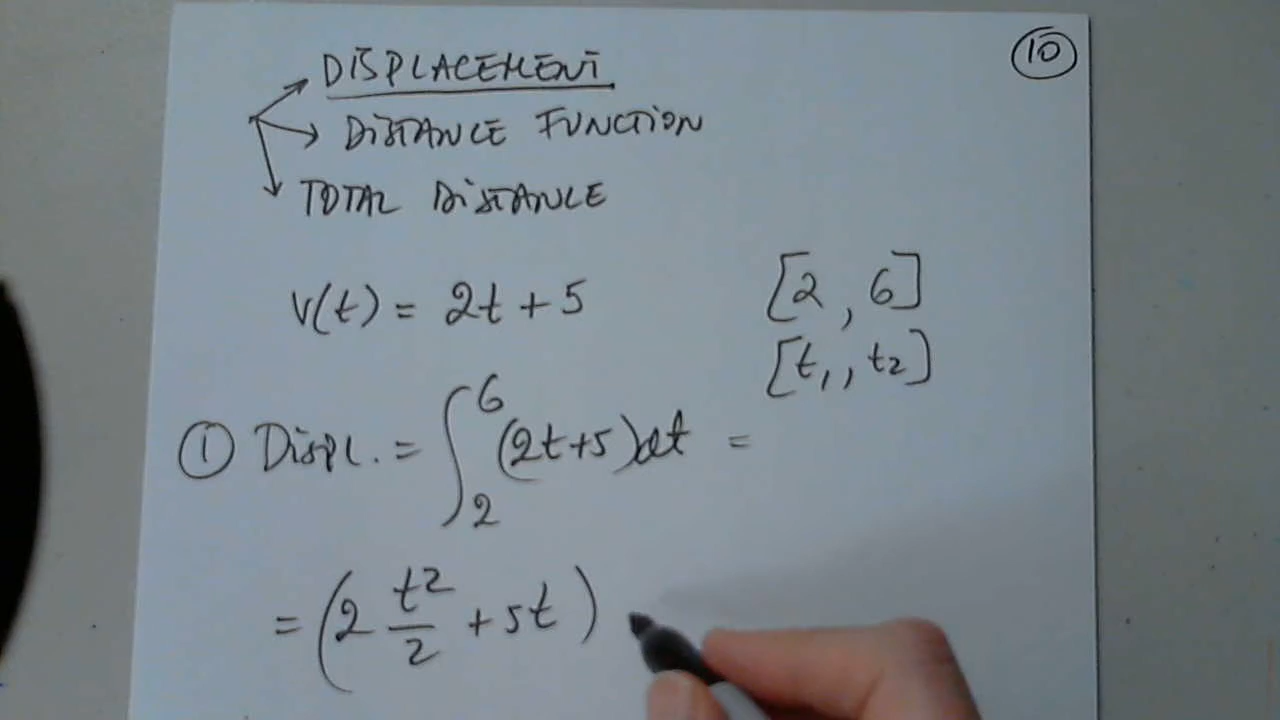 10
DISPLACEMENT
DISTANCE FUNCTION
TOTAL DISTANCE
v(t) = 2t + 5 [2, 6]
[t₁, t₂]
① Displ. = ∫₂⁶ (2t+5)dt =
= (2 t²/2 + 5t)